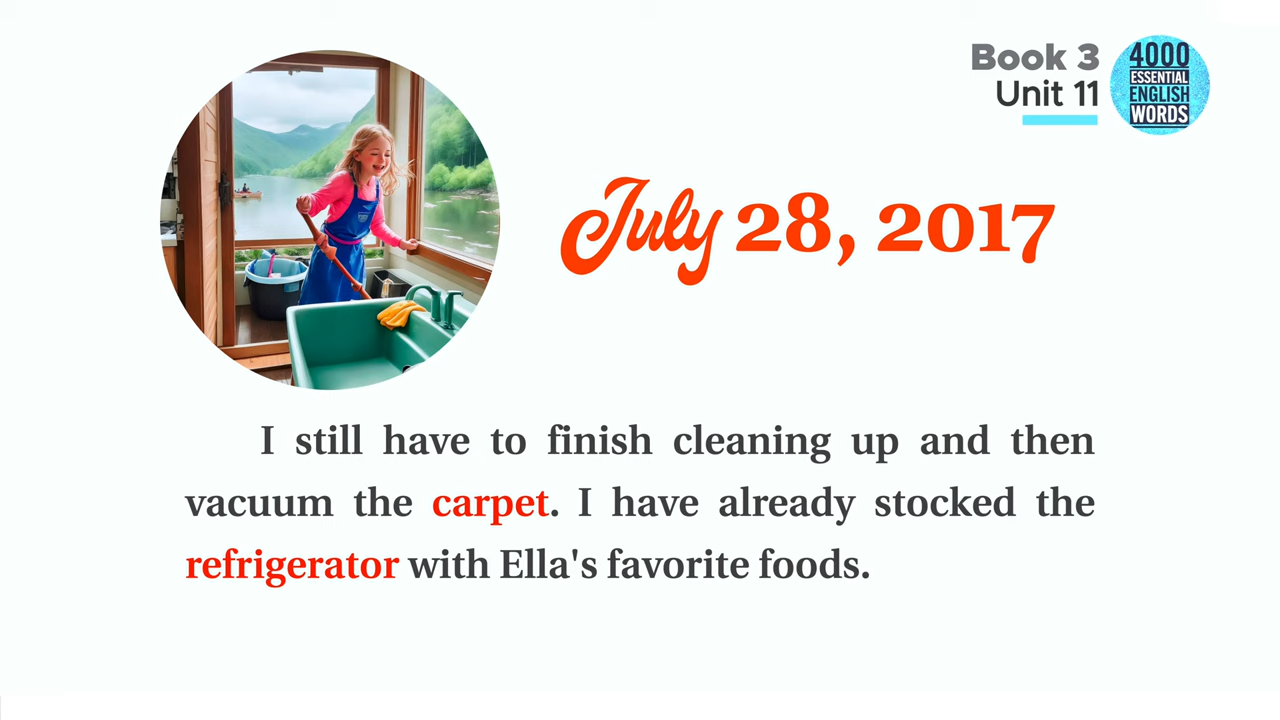 Book 3
Unit 11
4000
ESSENTIAL
ENGLISH
WORDS
July 28, 2017
I still have to finish cleaning up and then
vacuum the carpet. I have already stocked the
refrigerator with Ella's favorite foods.